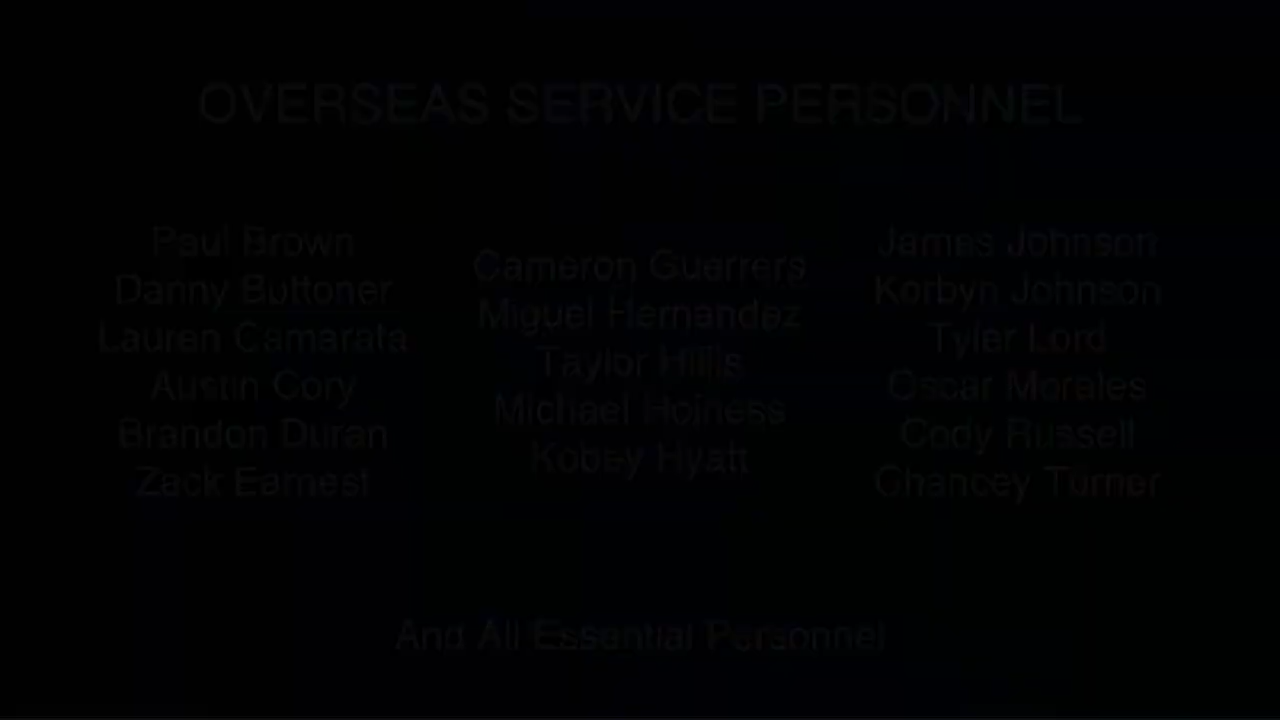 OVERSEAS SERVICE PERSONNEL
Paul Brown
Danny Buttoner
Lauren Camarata
Austin Cory
Brandon Duran
Zack Earnest
Cameron Guerrero
Miguel Hernandez
Taylor Hillis
Michael Hoiness
Kobey Hyatt
James Johnson
Korbyn Johnson
Tyler Lord
Oscar Morales
Cody Russell
Chancey Turner
And All Essential Personnel